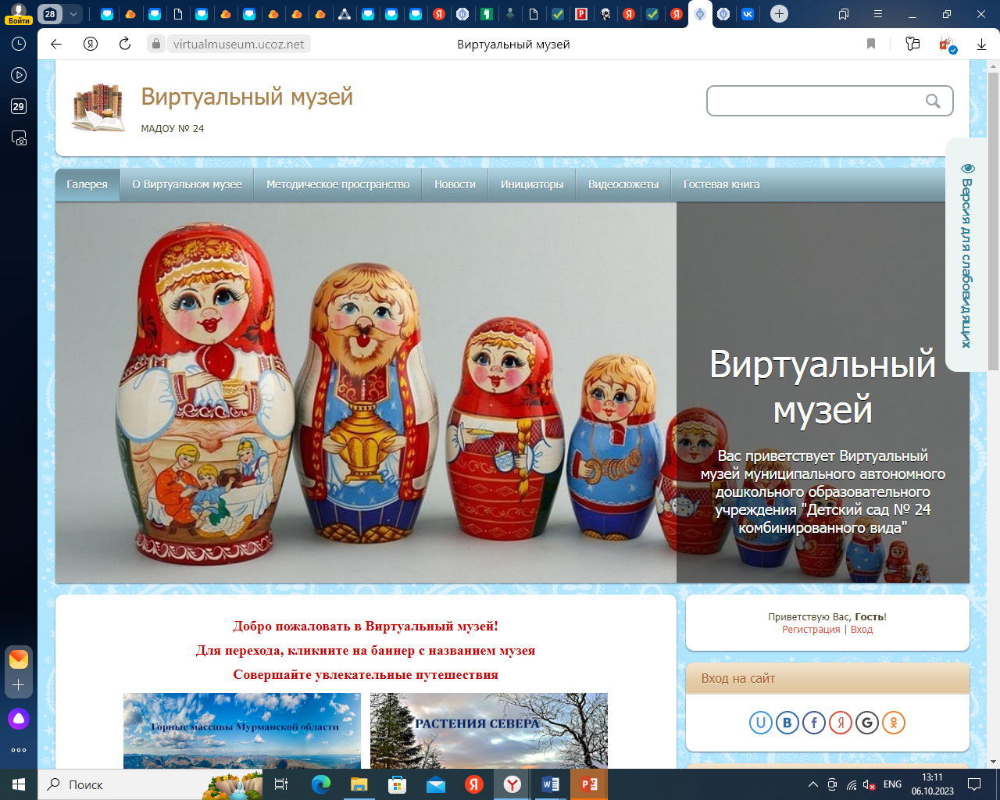 Войти
28
virtualmuseum.ucoz.net
Виртуальный музей
29
Виртуальный музей
МАДОУ № 24
Галерея
О Виртуальном музее
Методическое пространство
Новости
Инициаторы
Видеосюжеты
Гостевая книга
Версия для слабовидящих
Виртуальный
музей
Вас приветствует Виртуальный
музей муниципального автономного
дошкольного образовательного
учреждения "Детский сад № 24
комбинированного вида"
Добро пожаловать в Виртуальный музей!
Для перехода, кликните на баннер с названием музея
Совершайте увлекательные путешествия
Горные массивы Мурманской области
РАСТЕНИЯ СЕВЕРА
Приветствую Вас, Гость!
Регистрация | Вход
Вход на сайт
Поиск
ENG
13:11
06.10.2023